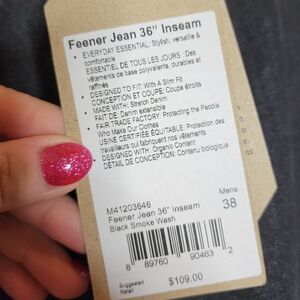 Feener Jean 36" Inseam
• EVERYDAY ESSENTIAL: Stylish, versatile &
comfortable
ESSENTIEL DE TOUS LES JOURS : Des
vêtements de base polyvalents, durables et
raffinés
• DESIGNED TO FIT: With A Slim Fit
CONCEPTION ET COUPE: Coupe étroits
• MADE WITH: Stretch Denim
FAIT DE: Denim extensible
• FAIR TRADE FACTORY: Protecting the People
Who Make Our Clothes
USINE CERTIFIÉE ÉQUITABLE: Protection des
travailleurs qui fabriquent nos vêtements
• DESIGNED WITH: Organic Content
DÉTAIL DE CONCEPTION: Contenu biologique
M41203646
Feener Jean 36" Inseam
Black Smoke Wash
Mens
38
8 89760 90463 2
Suggested
Retail
$109.00